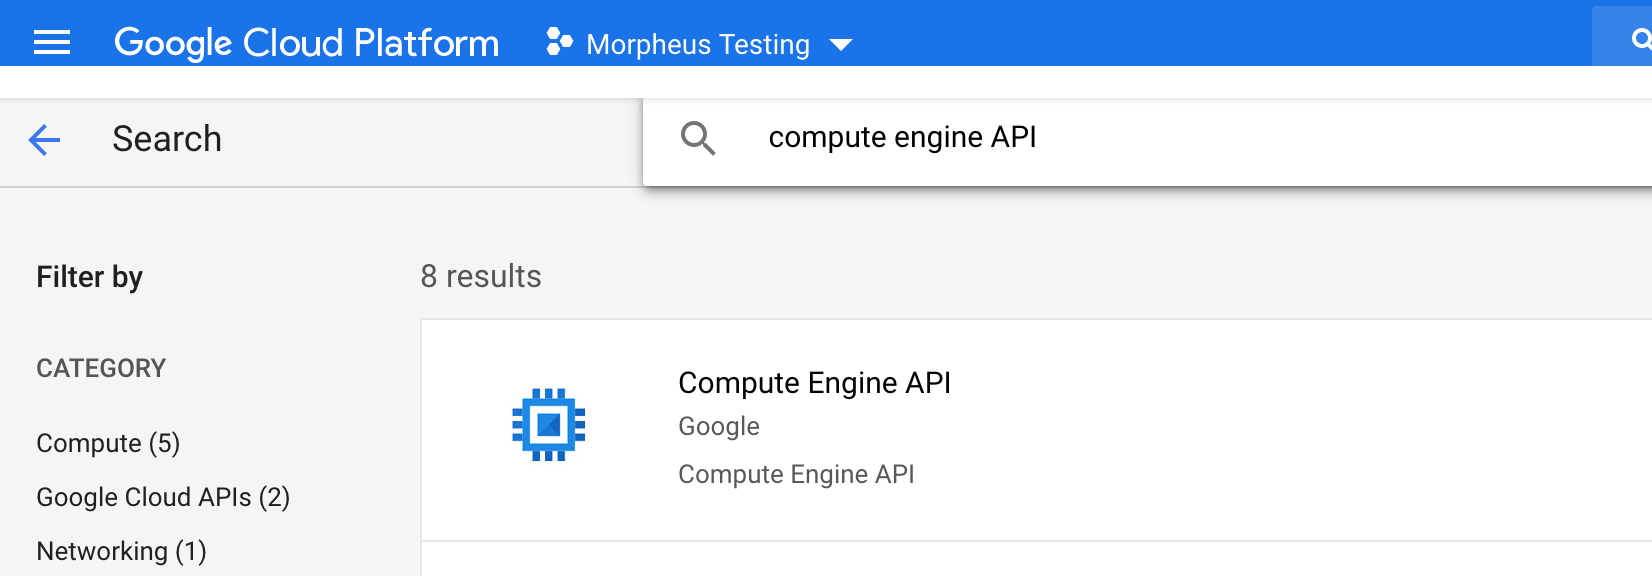 Google Cloud Platform Morpheus Testing
Search
compute engine API
Filter by
8 results
CATEGORY
Compute (5)
Google Cloud APIs (2)
Networking (1)
Compute Engine API
Google
Compute Engine API